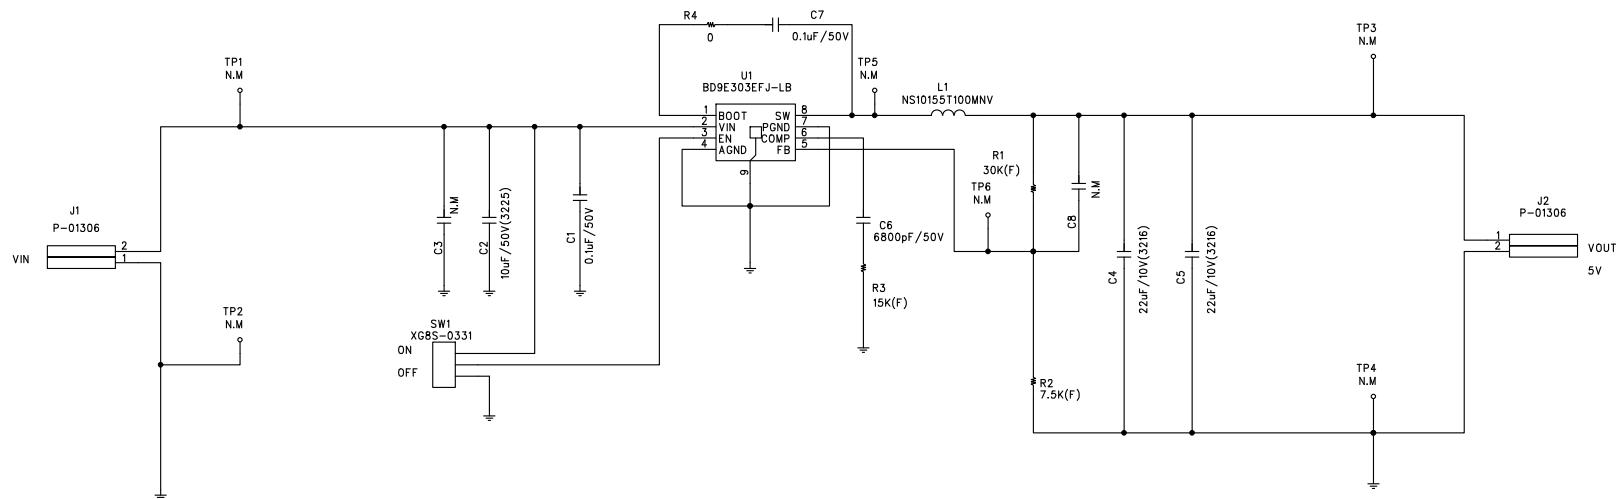 R4
0
C7
0.1uF/50V
TP1
N.M
U1
BD9E303EFJ-LB
TP5
N.M
L1
NS10155T100MNV
TP3
N.M
1 BOOT
2 VIN
3 EN
4 AGND
SW 8
PGND 7
COMP 6
FB 5
9
J1
P-01306
VIN
2
1
C3
N.M
C2
10uF/50V(3225)
C1
0.1uF/50V
C6
6800pF/50V
R3
15K(F)
R1
30K(F)
TP6
N.M
C8
N.M
C4
22uF/10V(3216)
C5
22uF/10V(3216)
J2
P-01306
1
2
VOUT
5V
TP2
N.M
SW1
XG8S-0331
ON
OFF
R2
7.5K(F)
TP4
N.M